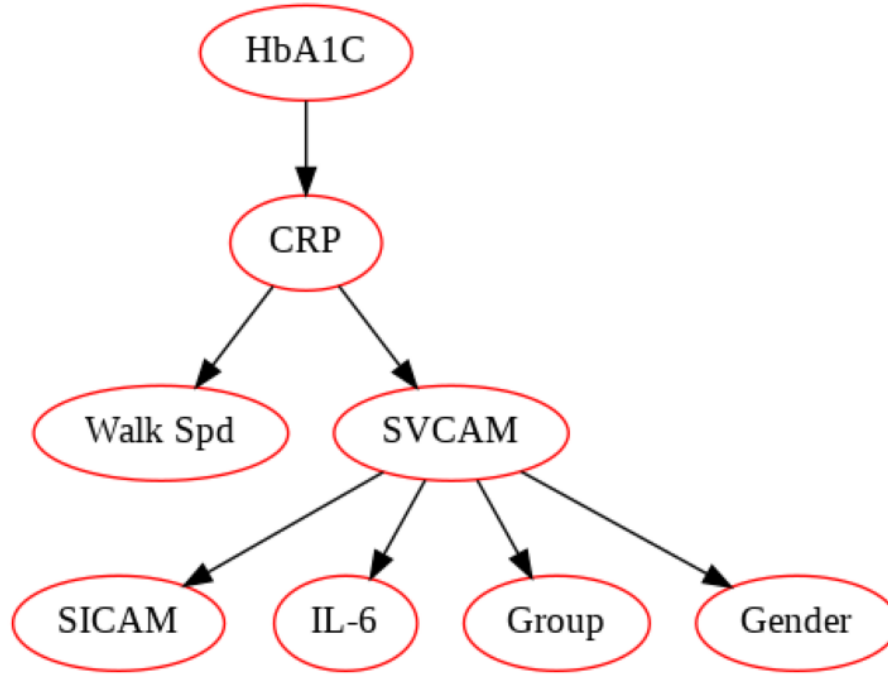 HbA1C
CRP
Walk Spd
SVCAM
SICAM
IL-6
Group
Gender